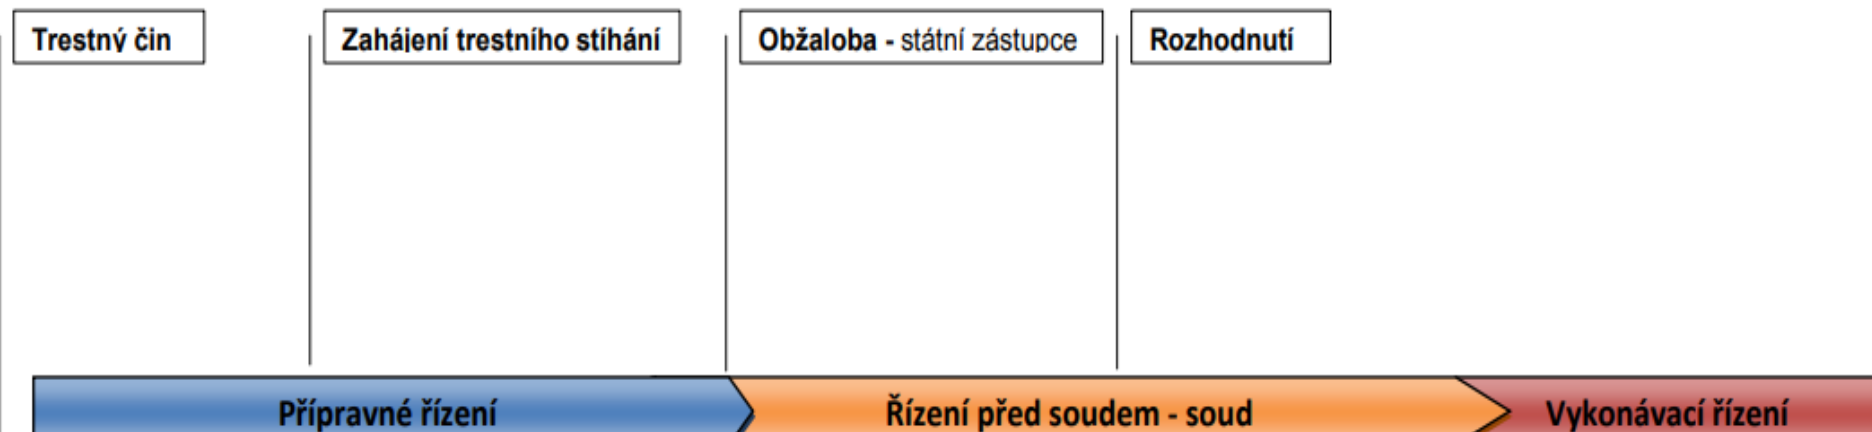 Trestný čin
Zahájení trestního stíhání
Obžaloba - státní zástupce
Rozhodnutí
Přípravné řízení
Řízení před soudem - soud
Vykonávací řízení